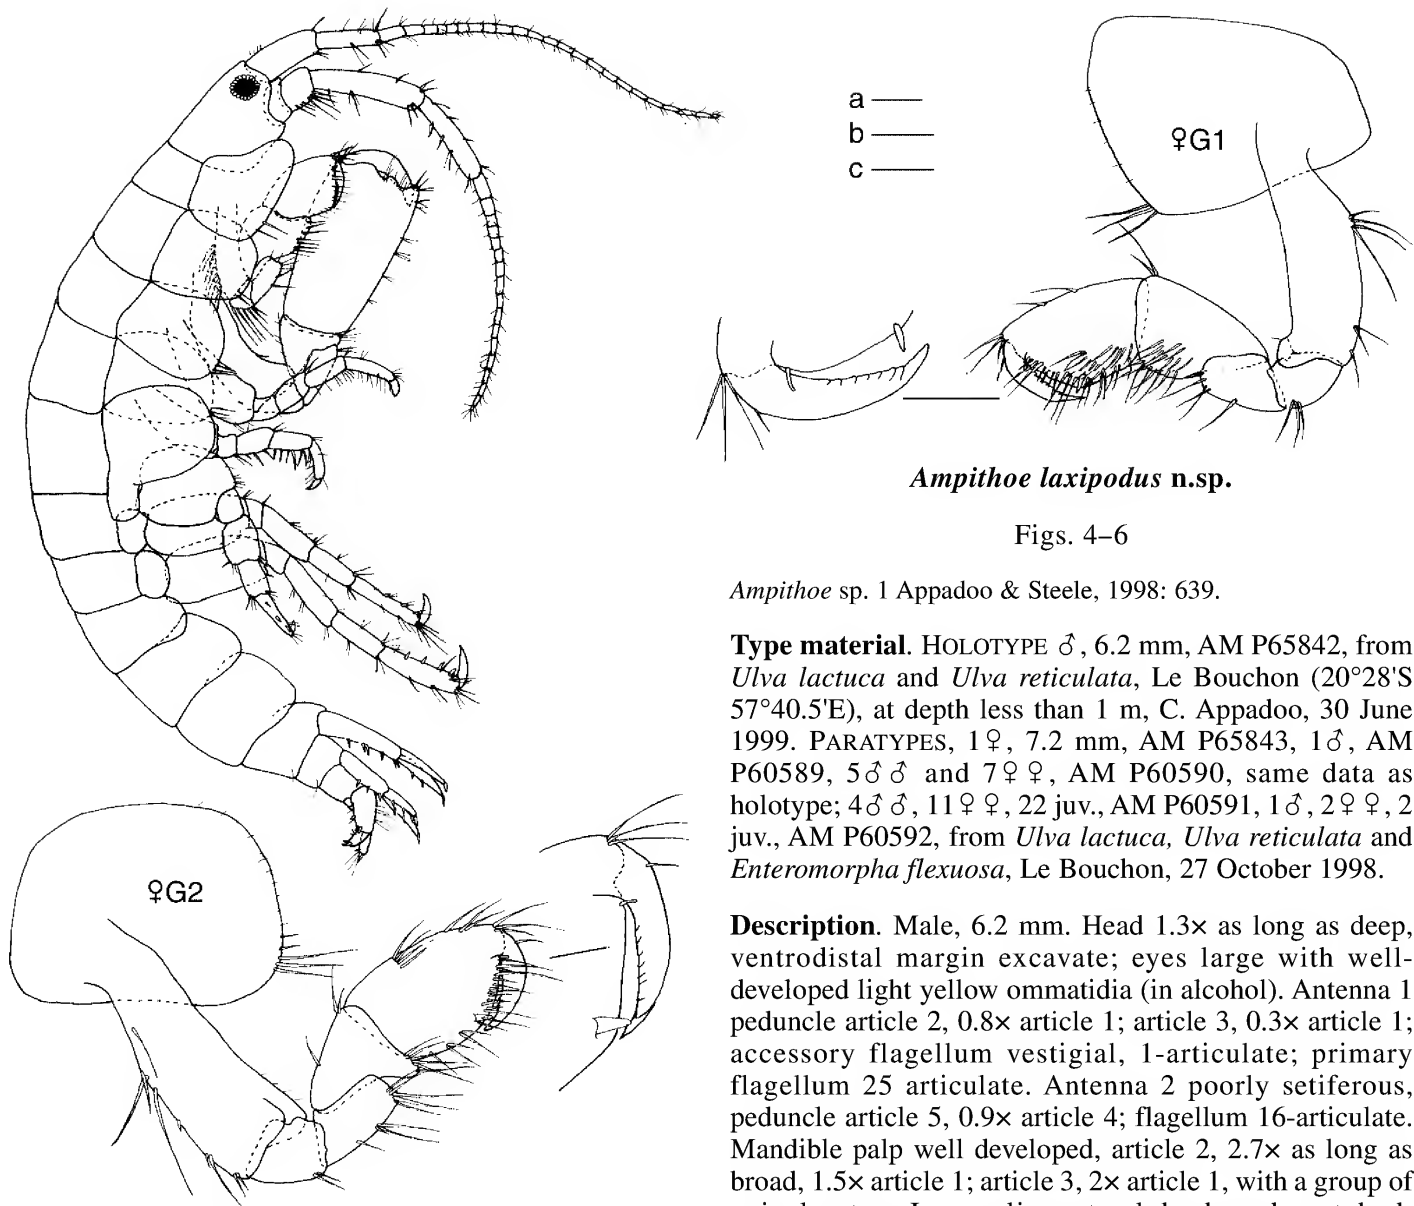 a
b
c
♀G1
Ampithoe laxipodus n.sp.
Figs. 4–6
Ampithoe sp. 1 Appadoo & Steele, 1998: 639.
Type material. HOLOTYPE ♂, 6.2 mm, AM P65842, from
Ulva lactuca and Ulva reticulata, Le Bouchon (20°28'S
57°40.5'E), at depth less than 1 m, C. Appadoo, 30 June
1999. PARATYPES, 1♀, 7.2 mm, AM P65843, 1♂, AM
P60589, 5♂♂ and 7♀♀, AM P60590, same data as
holotype; 4♂♂, 11♀♀, 22 juv., AM P60591, 1♂, 2♀♀, 2
juv., AM P60592, from Ulva lactuca, Ulva reticulata and
Enteromorpha flexuosa, Le Bouchon, 27 October 1998.
Description. Male, 6.2 mm. Head 1.3× as long as deep,
ventrodistal margin excavate; eyes large with well-
developed light yellow ommatidia (in alcohol). Antenna 1
peduncle article 2, 0.8× article 1; article 3, 0.3× article 1;
accessory flagellum vestigial, 1-articulate; primary
flagellum 25 articulate. Antenna 2 poorly setiferous,
peduncle article 5, 0.9× article 4; flagellum 16-articulate.
Mandible palp well developed, article 2, 2.7× as long as
broad, 1.5× article 1; article 3, 2× article 1, with a group of
♀G2